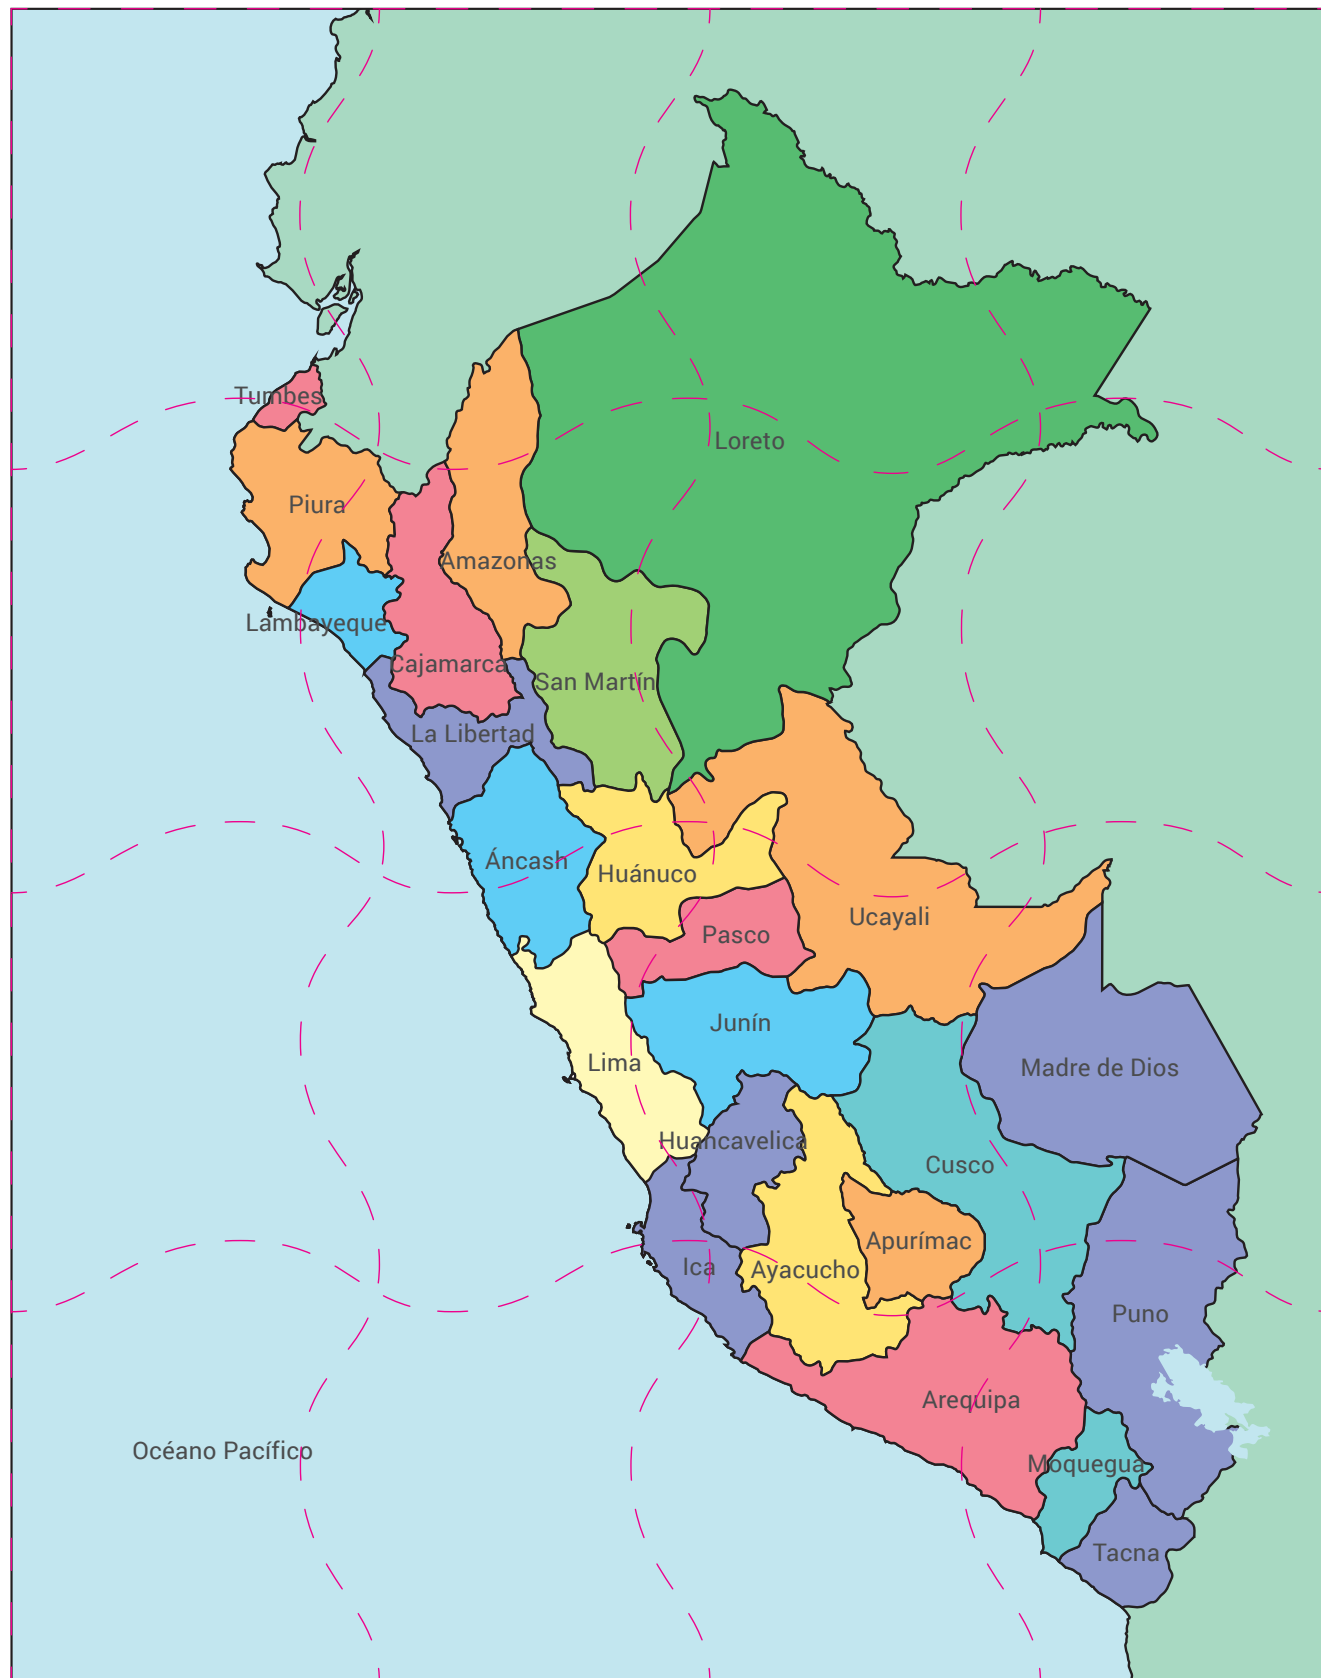 Tumbes
Loreto
Piura
Amazonas
Lambayeque
Cajamarca
San Martín
La Libertad
Áncash
Huánuco
Ucayali
Pasco
Junín
Lima
Madre de Dios
Huancavelica
Cusco
Apurímac
Ica
Ayacucho
Puno
Arequipa
Océano Pacífico
Moquegua
Tacna